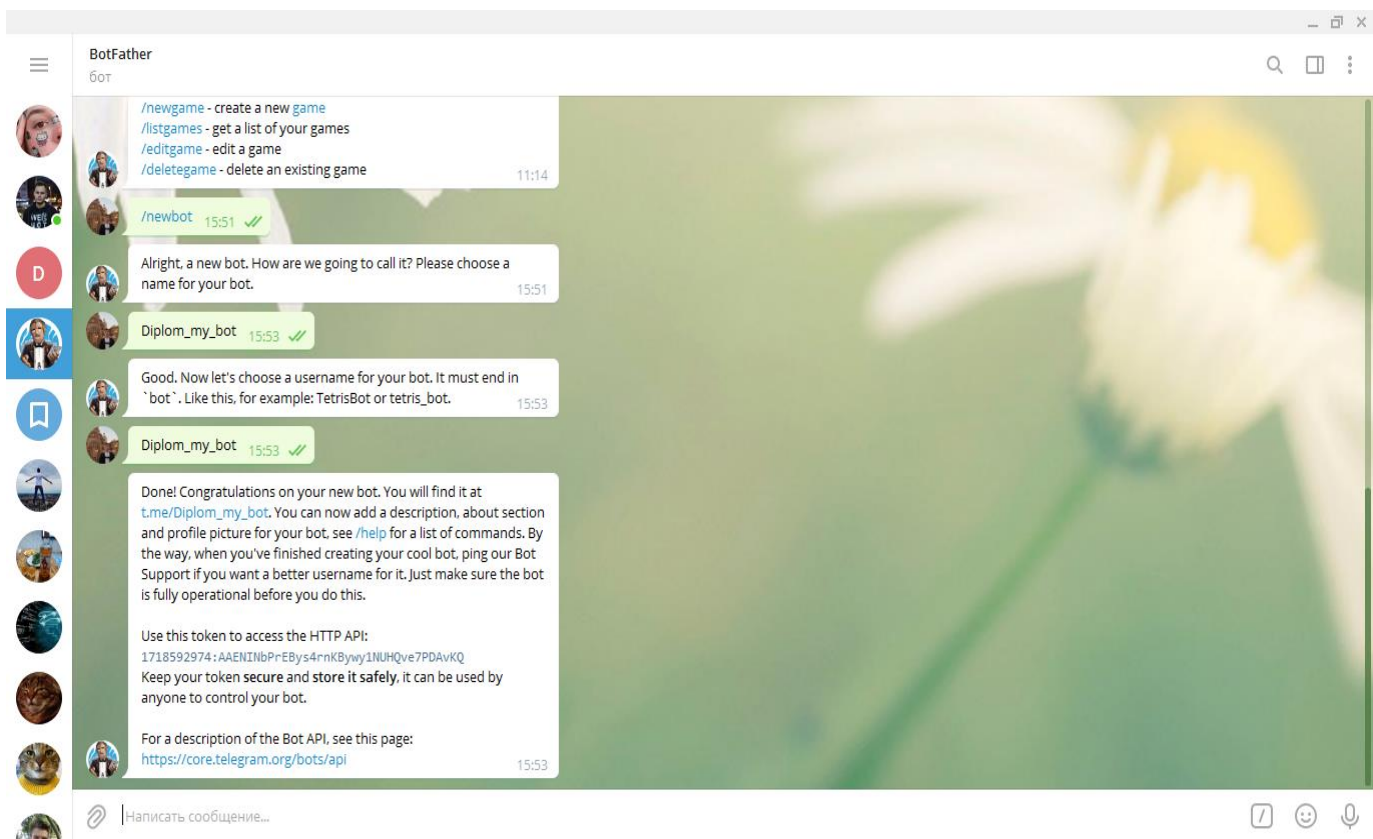 BotFather
бот
/newgame - create a new game
/listgames - get a list of your games
/editgame - edit a game
/deletegame - delete an existing game
11:14
/newbot 15:51
Alright, a new bot. How are we going to call it? Please choose a
name for your bot.
15:51
D
Diplom_my_bot 15:53
Good. Now let's choose a username for your bot. It must end in
`bot`. Like this, for example: TetrisBot or tetris_bot.
15:53
Diplom_my_bot 15:53
Done! Congratulations on your new bot. You will find it at
t.me/Diplom_my_bot. You can now add a description, about section
and profile picture for your bot, see /help for a list of commands. By
the way, when you've finished creating your cool bot, ping our Bot
Support if you want a better username for it. Just make sure the bot
is fully operational before you do this.
Use this token to access the HTTP API:
1718592974:AAENINbPrEBys4rnKBywy1NUHQve7PDAvKQ
Keep your token secure and store it safely, it can be used by
anyone to control your bot.
For a description of the Bot API, see this page:
https://core.telegram.org/bots/api
15:53
Написать сообщение...